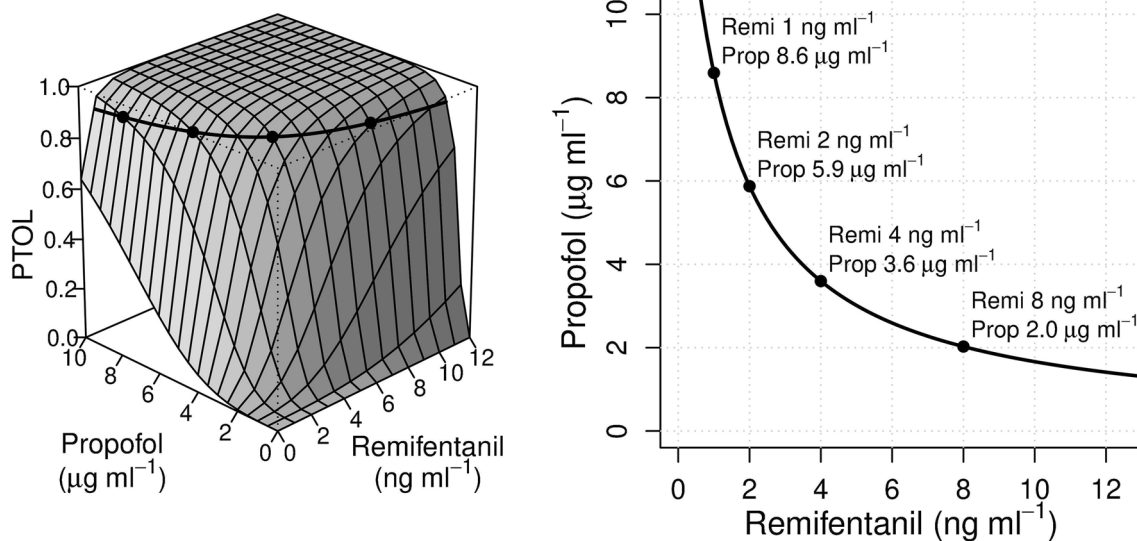 1.0
0.8
0.6
0.4
0.2
0.0
PTOL
10
8
6
4
2
0
Propofol
(μg ml⁻¹)
0
2
4
6
8
10
12
Remifentanil
(ng ml⁻¹)
10
8
6
4
2
0
Propofol (μg ml⁻¹)
Remi 1 ng ml⁻¹
Prop 8.6 μg ml⁻¹
Remi 2 ng ml⁻¹
Prop 5.9 μg ml⁻¹
Remi 4 ng ml⁻¹
Prop 3.6 μg ml⁻¹
Remi 8 ng ml⁻¹
Prop 2.0 μg ml⁻¹
0 2 4 6 8 10 12
Remifentanil (ng ml⁻¹)